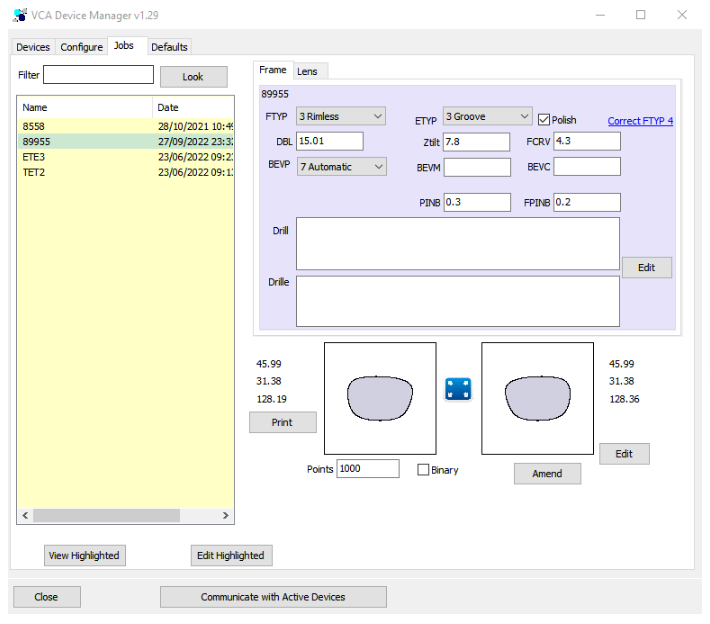 VCA Device Manager v1.29
Devices Configure Jobs Defaults
Filter Look
Name Date
8558 28/10/2021 10:49
89955 27/09/2022 23:32
ETE3 23/06/2022 09:2
TET2 23/06/2022 09:1
View Highlighted Edit Highlighted
Frame Lens
89955
FTYP 3 Rimless ETYP 3 Groove Polish Correct FTYP 4
DBL 15.01 Ztilt 7.8 FCRV 4.3
BEVP 7 Automatic BEVM BEVC
PINB 0.3 FPINB 0.2
Drill
Edit
Drille
45.99 45.99
31.38 31.38
128.19 128.36
Print
Edit
Points 1000 Binary Amend
Close Communicate with Active Devices